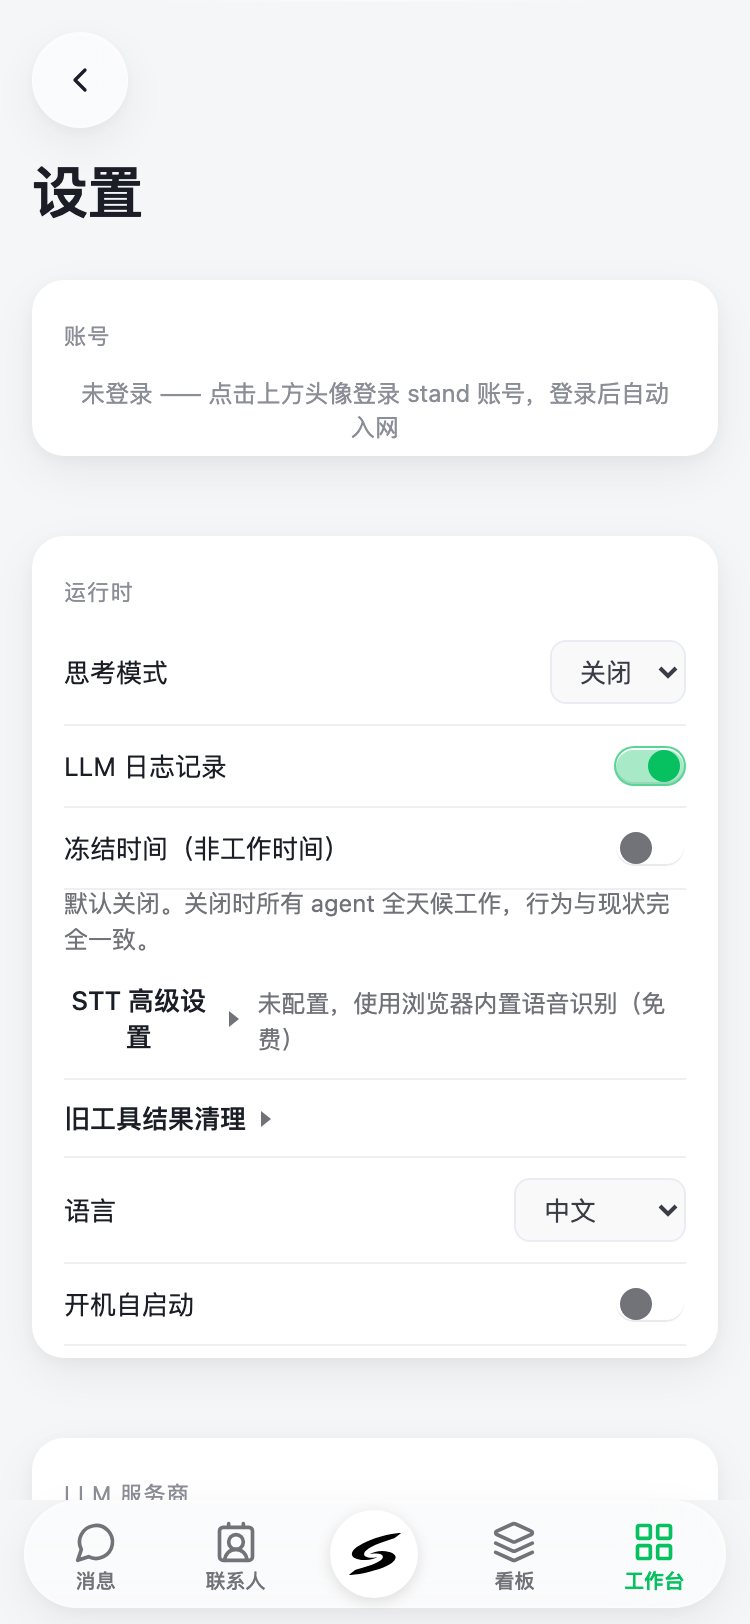 设置
账号
未登录 —— 点击上方头像登录 stand 账号，登录后自动
入网
运行时
思考模式
关闭
LLM 日志记录
冻结时间（非工作时间）
默认关闭。关闭时所有 agent 全天候工作，行为与现状完
全一致。
STT 高级设
置
未配置，使用浏览器内置语音识别（免
费）
旧工具结果清理
语言
中文
开机自启动
LLM 服务商
消息
联系人
看板
工作台